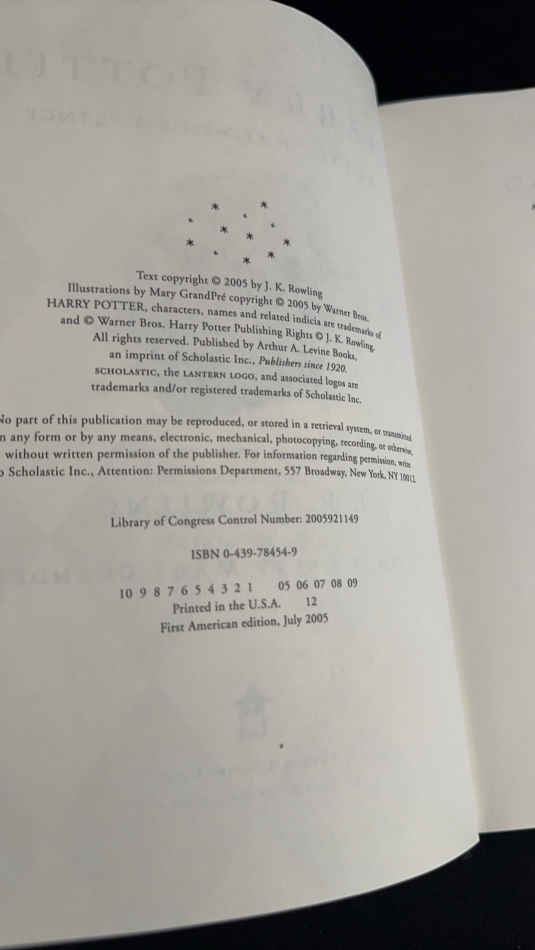 Text copyright © 2005 by J. K. Rowling
Illustrations by Mary GrandPré copyright © 2005 by Warner Bros.
HARRY POTTER, characters, names and related indicia are trademarks of
and © Warner Bros. Harry Potter Publishing Rights © J. K. Rowling.
All rights reserved. Published by Arthur A. Levine Books,
an imprint of Scholastic Inc., Publishers since 1920.
SCHOLASTIC, the LANTERN LOGO, and associated logos are
trademarks and/or registered trademarks of Scholastic Inc.
No part of this publication may be reproduced, or stored in a retrieval system, or transmitted
n any form or by any means, electronic, mechanical, photocopying, recording, or otherwise,
without written permission of the publisher. For information regarding permission, write
o Scholastic Inc., Attention: Permissions Department, 557 Broadway, New York, NY 10012.
Library of Congress Control Number: 2005921149
ISBN 0-439-78454-9
10 9 8 7 6 5 4 3 2 1 05 06 07 08 09
Printed in the U.S.A. 12
First American edition, July 2005